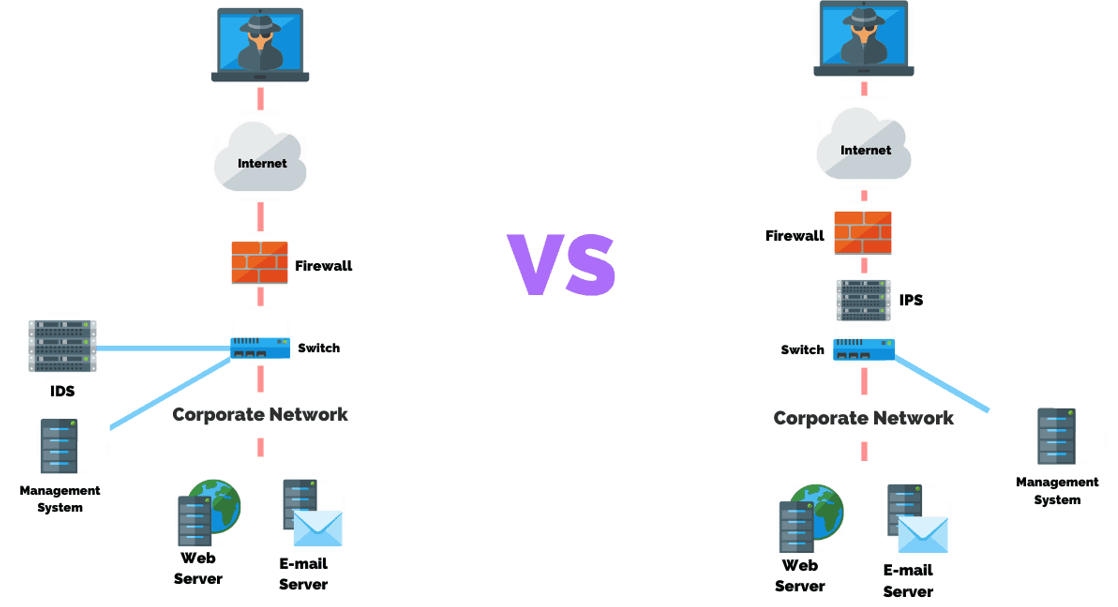 Internet
Firewall
Switch
IDS
Corporate Network
Management
System
Web
Server
E-mail
Server
VS
Internet
Firewall
IPS
Switch
Corporate Network
Management
System
Web
Server
E-mail
Server